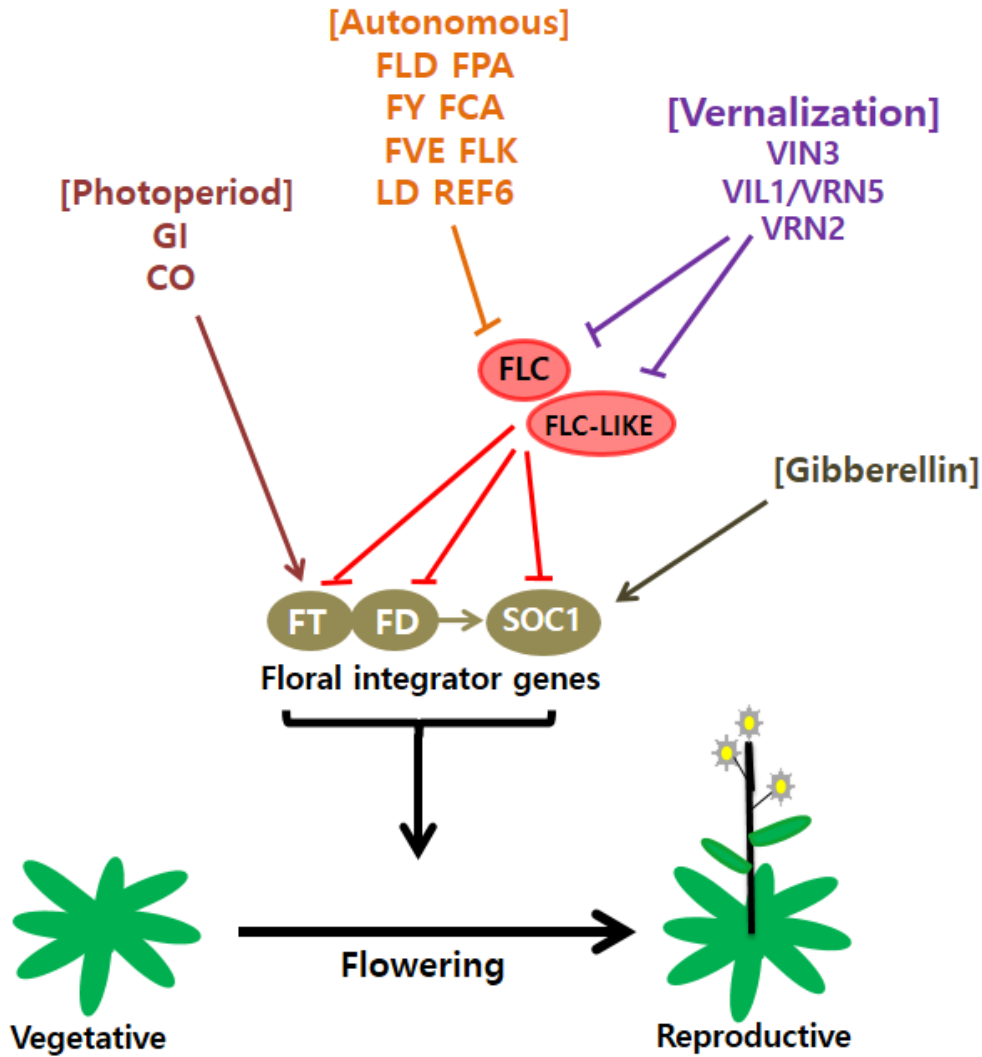 [Autonomous]
FLD FPA
FY FCA
FVE FLK
LD REF6
[Vernalization]
VIN3
VIL1/VRN5
VRN2
[Photoperiod]
GI
CO
FLC
FLC-LIKE
[Gibberellin]
FT
FD
SOC1
Floral integrator genes
Flowering
Vegetative
Reproductive